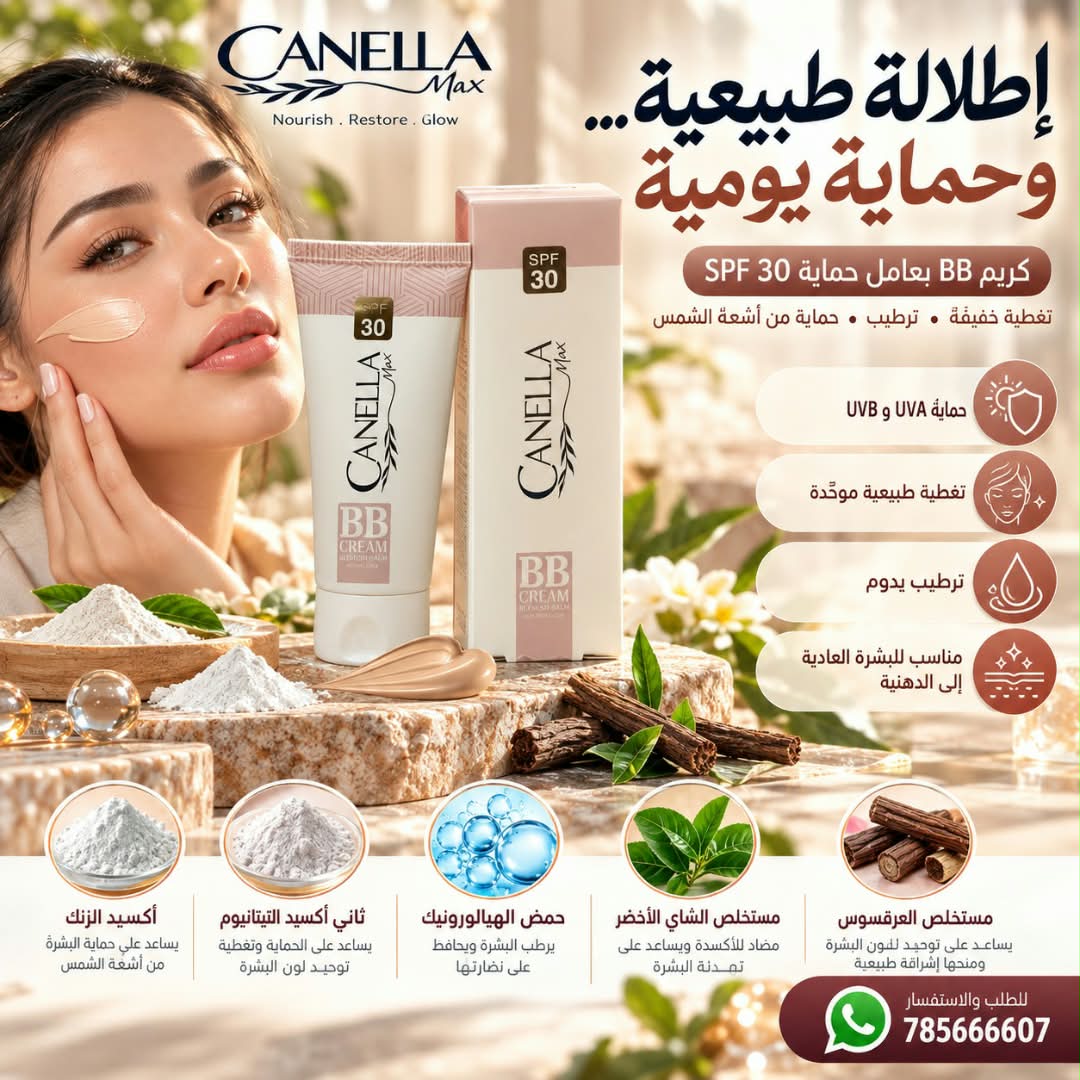 CANELLA
Max
Nourish . Restore . Glow
إطلالة طبيعية...
وحماية يومية
كريم BB بعامل حماية SPF 30
تغطية خفيفة • ترطيب • حماية من أشعة الشمس
حماية UVA و UVB
تغطية طبيعية موحّدة
ترطيب يدوم
مناسب للبشرة العادية
إلى الدهنية
SPF
30
CANELLA
Max
BB
CREAM
BLEMISH BALM
SPF
30
CANELLA
Max
BB
CREAM
BLEMISH BALM
مستخلص العرقسوس
يساعد على توحيد لون البشرة
ومنحها إشراقة طبيعية
مستخلص الشاي الأخضر
مضاد للأكسدة ويساعد على
تهدئة البشرة
حمض الهيالورونيك
يرطب البشرة ويحافظ
على نضارتها
ثاني أكسيد التيتانيوم
يساعد على الحماية وتغطية
توحيد لون البشرة
أكسيد الزنك
يساعد على حماية البشرة
من أشعة الشمس
للطلب والاستفسار
785666607